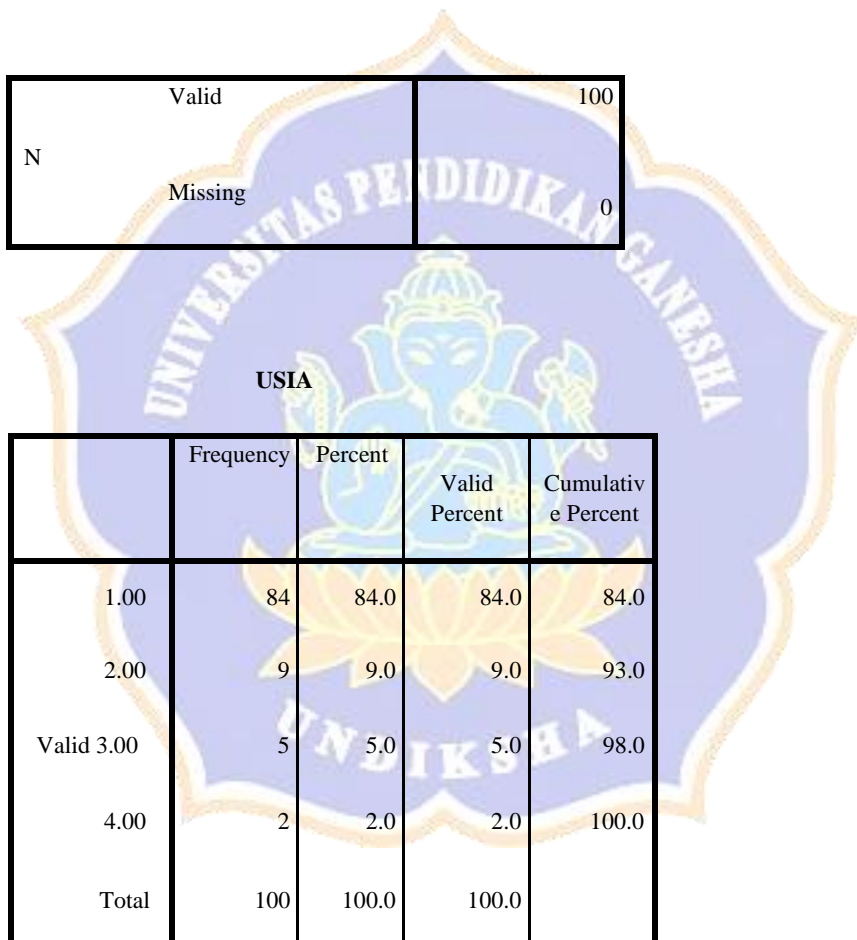 Valid 100
N
Missing 0
UNIVERSITAS PENDIDIKAN GANESHA
USIA
Frequency Percent Valid Percent Cumulativ
e Percent
1.00 84 84.0 84.0 84.0
2.00 9 9.0 9.0 93.0
Valid 3.00 5 5.0 5.0 98.0
4.00 2 2.0 2.0 100.0
Total 100 100.0 100.0
UNDIKSHA